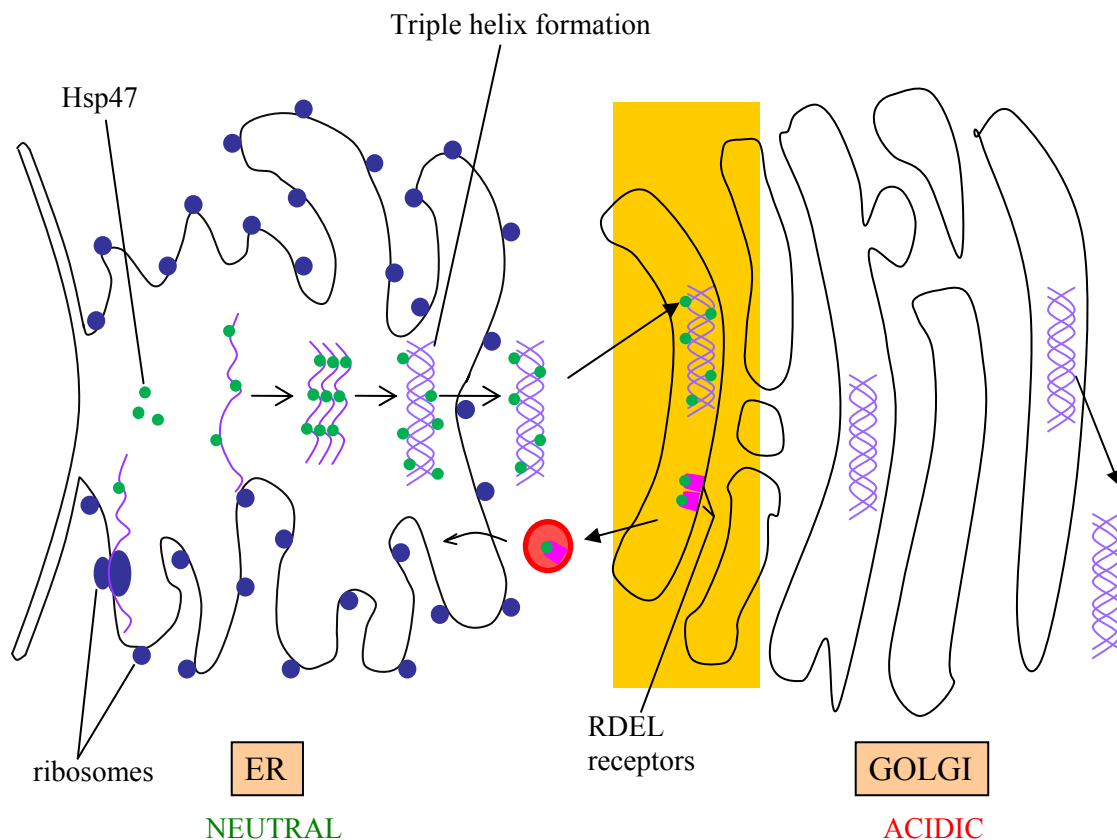 Triple helix formation
Hsp47
RDEL
receptors
ribosomes
ER
GOLGI
NEUTRAL
ACIDIC